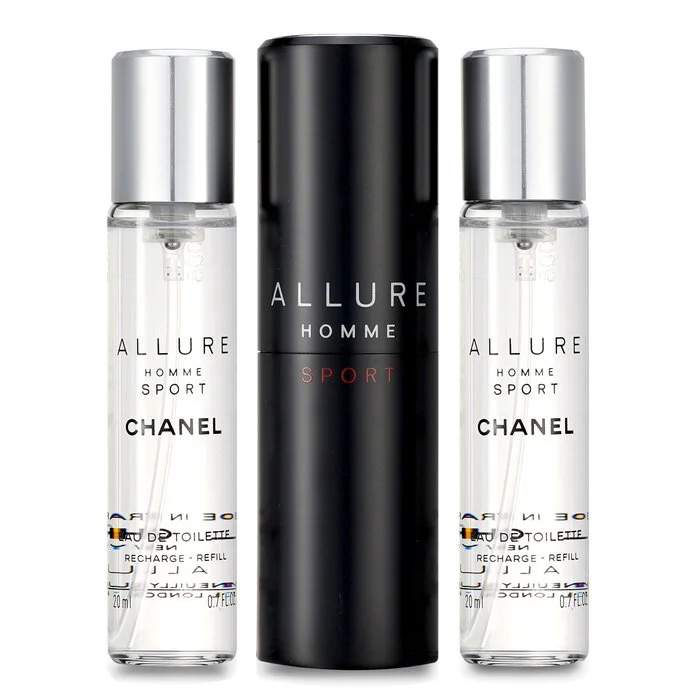 ALLURE
HOMME
SPORT
CHANEL
EAU DE TOILETTE
RECHARGE - REFILL
20 ml 0.7 FL.OZ
ALLURE
HOMME
SPORT
ALLURE
HOMME
SPORT
CHANEL
EAU DE TOILETTE
RECHARGE - REFILL
20 ml 0.7 FL.OZ